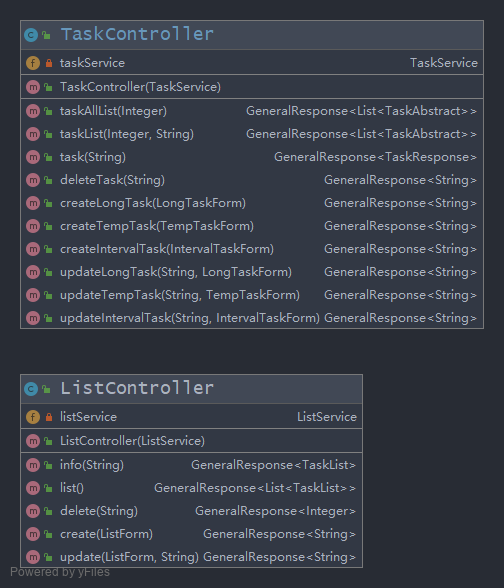 TaskController
taskService TaskService
TaskController(TaskService)
taskAllList(Integer) GeneralResponse<List<TaskAbstract>>
taskList(Integer, String) GeneralResponse<List<TaskAbstract>>
task(String) GeneralResponse<TaskResponse>
deleteTask(String) GeneralResponse<String>
createLongTask(LongTaskForm) GeneralResponse<String>
createTempTask(TempTaskForm) GeneralResponse<String>
createIntervalTask(IntervalTaskForm) GeneralResponse<String>
updateLongTask(String, LongTaskForm) GeneralResponse<String>
updateTempTask(String, TempTaskForm) GeneralResponse<String>
updateIntervalTask(String, IntervalTaskForm) GeneralResponse<String>
ListController
listService ListService
ListController(ListService)
info(String) GeneralResponse<TaskList>
list() GeneralResponse<List<TaskList>>
delete(String) GeneralResponse<Integer>
create(ListForm) GeneralResponse<String>
update(ListForm, String) GeneralResponse<String>
Powered by yFiles